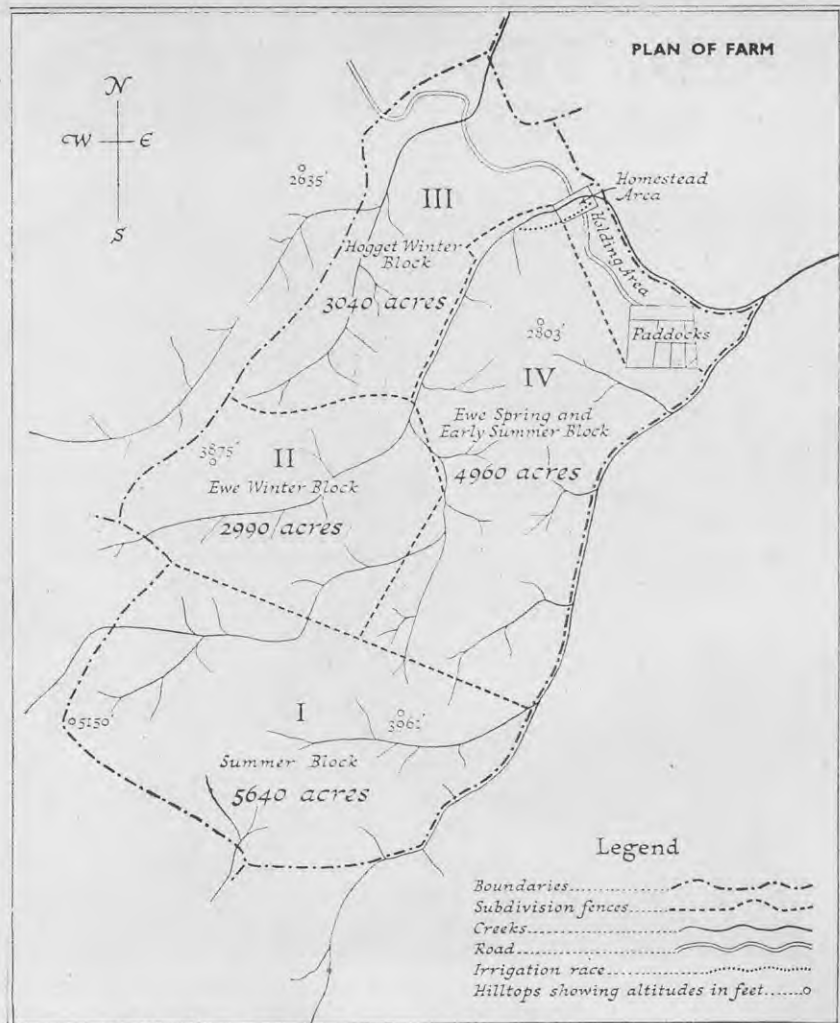 PLAN OF FARM
N
W E
S
2635'
III
Hogget Winter
Block
3040 acres
Homestead
Area
Holding Area
Paddocks
2803'
IV
Ewe Spring and
Early Summer Block
4960 acres
3875'
II
Ewe Winter Block
2990 acres
I
5150'
3061'
Summer Block
5640 acres
Legend
Boundaries
Subdivision fences
Creeks
Road
Irrigation race
Hilltops showing altitudes in feet